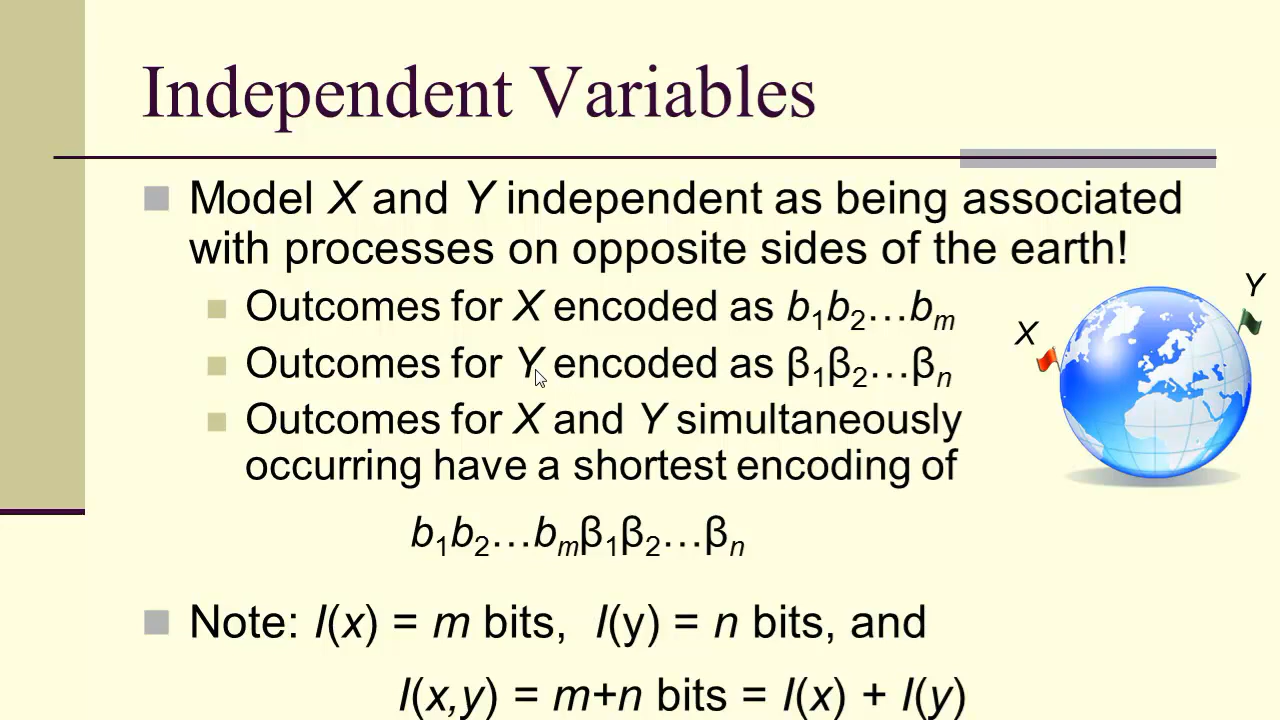 Independent Variables
Model X and Y independent as being associated
with processes on opposite sides of the earth!
Outcomes for X encoded as b₁b₂…bₘ
Outcomes for Y encoded as β₁β₂…βₙ
Outcomes for X and Y simultaneously
occurring have a shortest encoding of
b₁b₂…bₘβ₁β₂…βₙ
X
Y
Note: I(x) = m bits, I(y) = n bits, and
I(x,y) = m+n bits = I(x) + I(y)